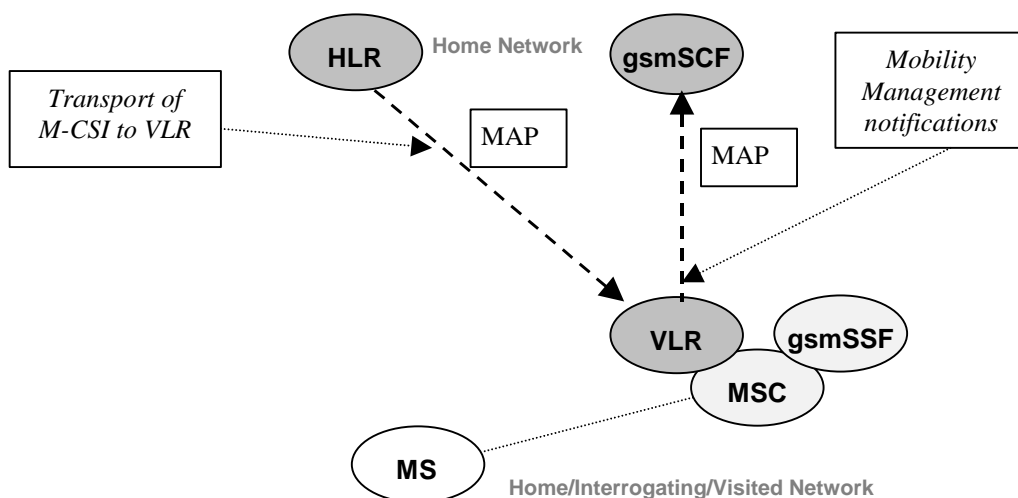 HLR
Home Network
gsmSCF
Transport of
M-CSI to VLR
MAP
MAP
Mobility
Management
notifications
VLR
gsmSSF
MSC
MS
Home/Interrogating/Visited Network